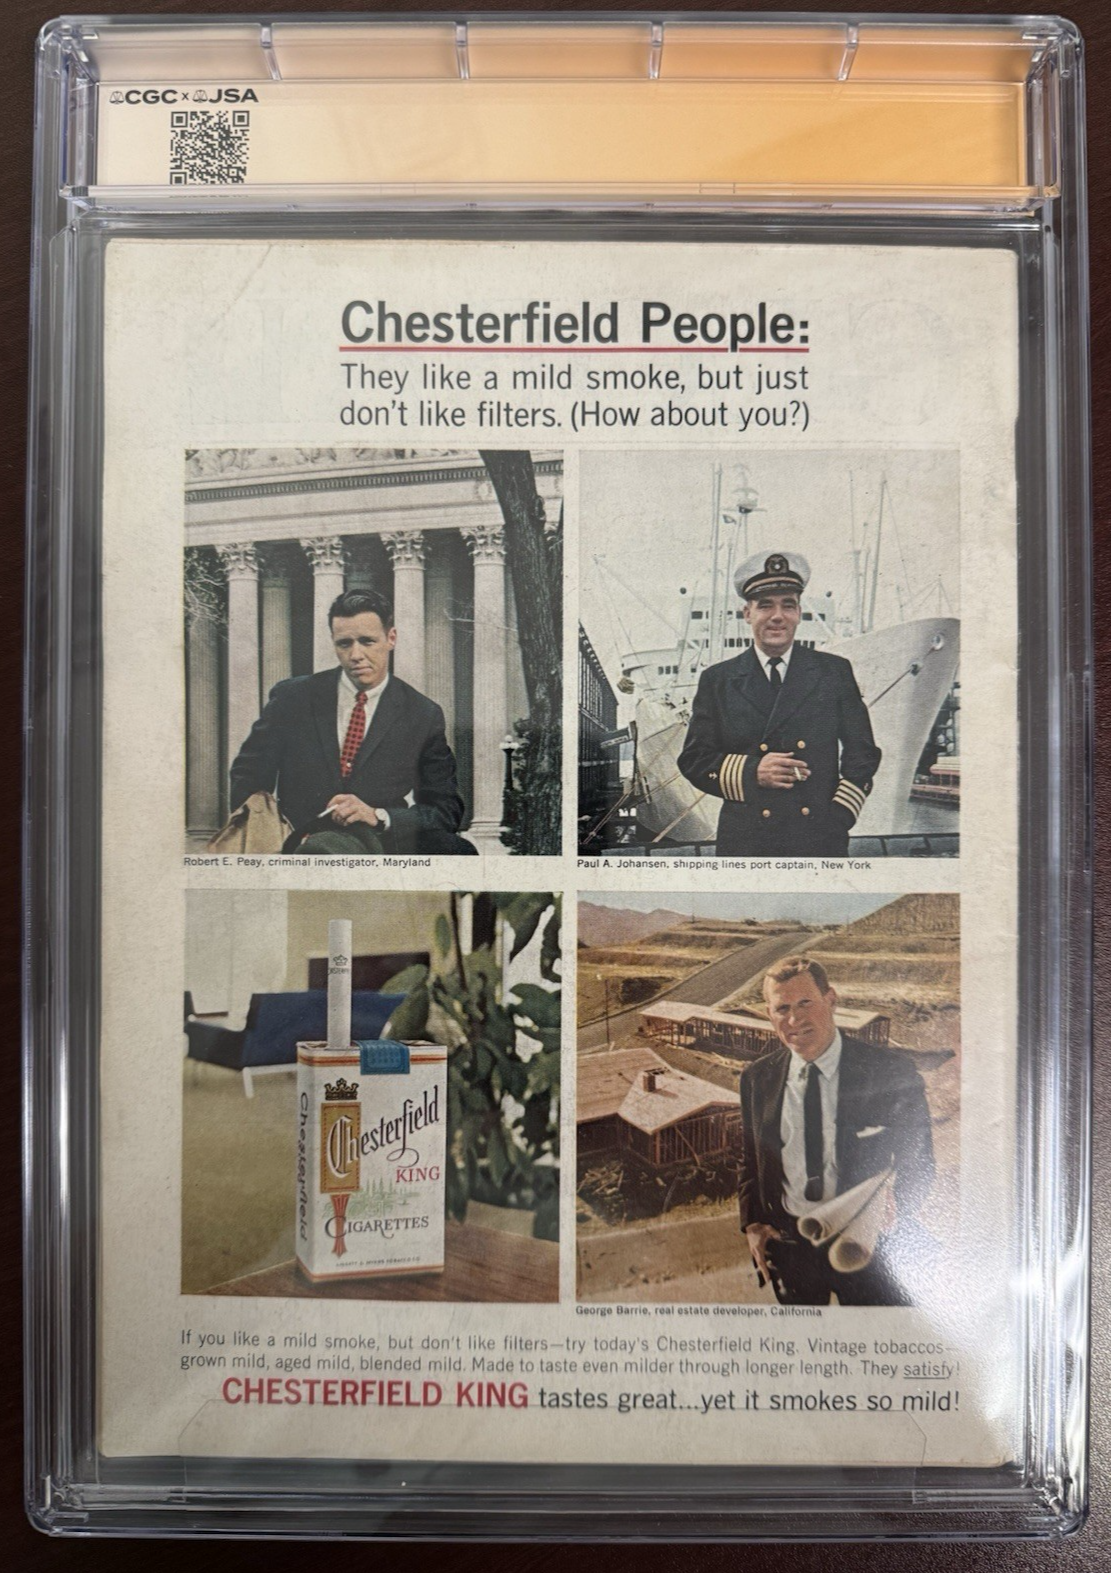 CGC x JSA
Chesterfield People:
They like a mild smoke, but just
don't like filters. (How about you?)
Robert E. Peay, criminal investigator, Maryland
Paul A. Johansen, shipping lines port captain, New York
Chesterfield
Chesterfield
KING
CIGARETTES
George Barrie, real estate developer, California
If you like a mild smoke, but don't like filters—try today's Chesterfield King. Vintage tobaccos—
grown mild, aged mild, blended mild. Made to taste even milder through longer length. They satisfy!
CHESTERFIELD KING tastes great...yet it smokes so mild!